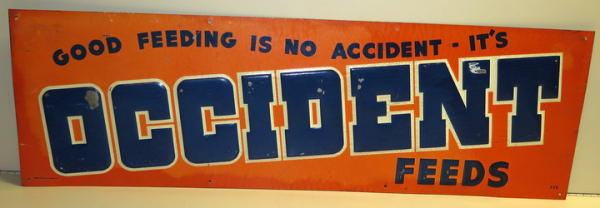 GOOD FEEDING IS NO ACCIDENT - IT'S
OCCIDENT
FEEDS